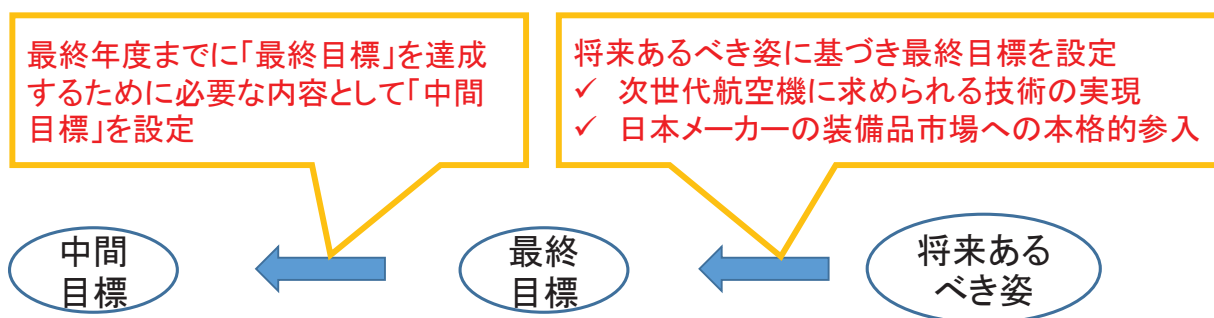 最終年度までに「最終目標」を達成
するために必要な内容として「中間
目標」を設定
将来あるべき姿に基づき最終目標を設定
✓ 次世代航空機に求められる技術の実現
✓ 日本メーカーの装備品市場への本格的参入
中間
目標
最終
目標
将来ある
べき姿